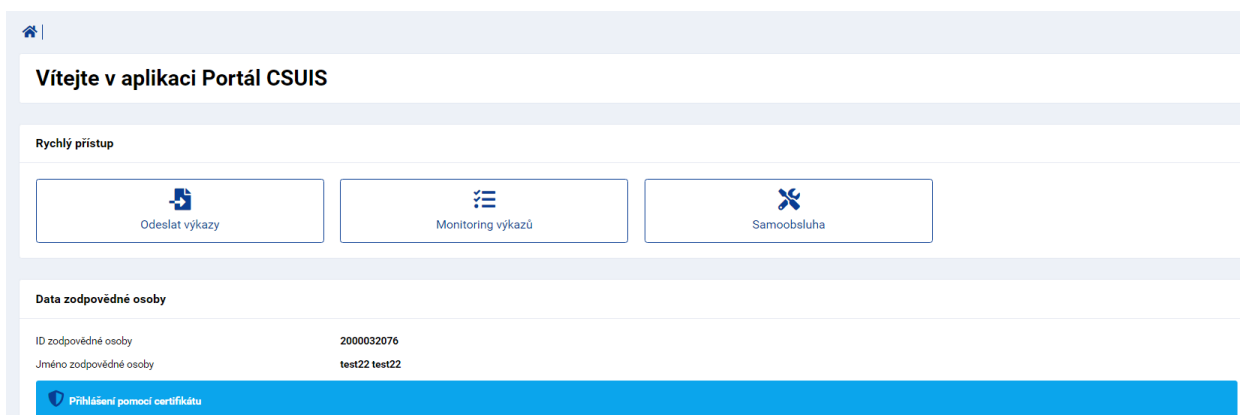 Vítejte v aplikaci Portál CSUIS
Rychlý přístup
Odeslat výkazy
Monitoring výkazů
Samoobsluha
Data zodpovědné osoby
ID zodpovědné osoby 2000032076
Jméno zodpovědné osoby test22 test22
Přihlášení pomocí certifikátu